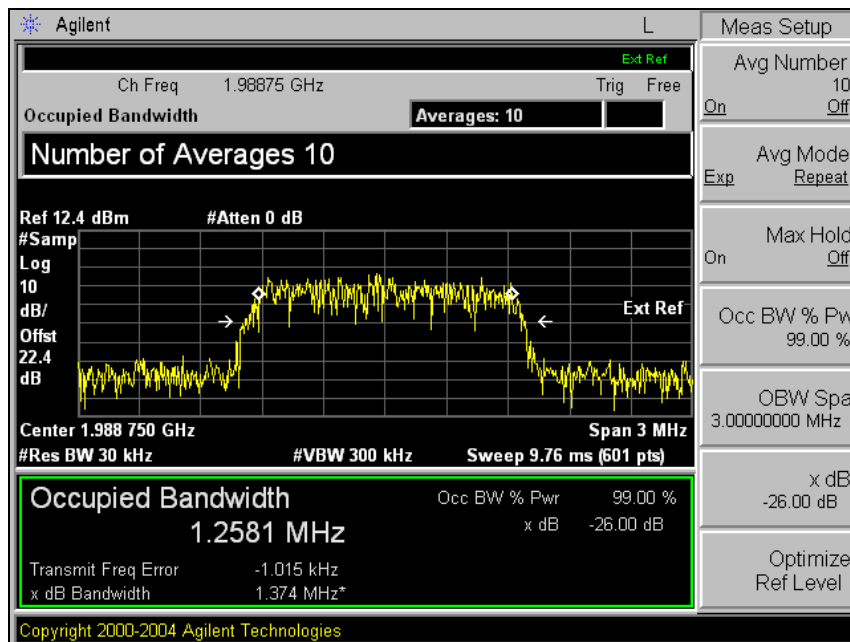 Agilent L Meas Setup
Ext Ref
Ch Freq 1.98875 GHz Trig Free
Occupied Bandwidth Averages: 10
Number of Averages 10
Ref 12.4 dBm #Atten 0 dB
#Samp
Log
10
dB/
Offst
22.4
dB
Ext Ref
Center 1.988 750 GHz Span 3 MHz
#Res BW 30 kHz #VBW 300 kHz Sweep 9.76 ms (601 pts)
Occupied Bandwidth
1.2581 MHz
Occ BW % Pwr 99.00 %
x dB -26.00 dB
Transmit Freq Error -1.015 kHz
x dB Bandwidth 1.374 MHz*
Copyright 2000-2004 Agilent Technologies
Avg Number
10
On Off
Avg Mode
Exp Repeat
Max Hold
On Off
Occ BW % Pw
99.00 %
OBW Spa
3.00000000 MHz
x dB
-26.00 dB
Optimize
Ref Level